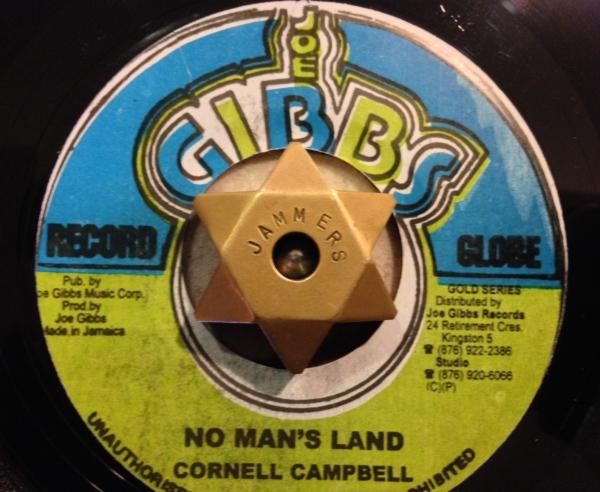 JOE
GIBBS
JAMMERS
RECORD GLOBE
Pub. by
Joe Gibbs Music Corp.
Prod.by
Joe Gibbs
Made in Jamaica
GOLD SERIES
Distributed by
Joe Gibbs Records
24 Retirement Cres.
Kingston 5
☎ (876) 922-2386
Studio
☎ (876) 920-6066
(C)(P)
NO MAN'S LAND
CORNELL CAMPBELL